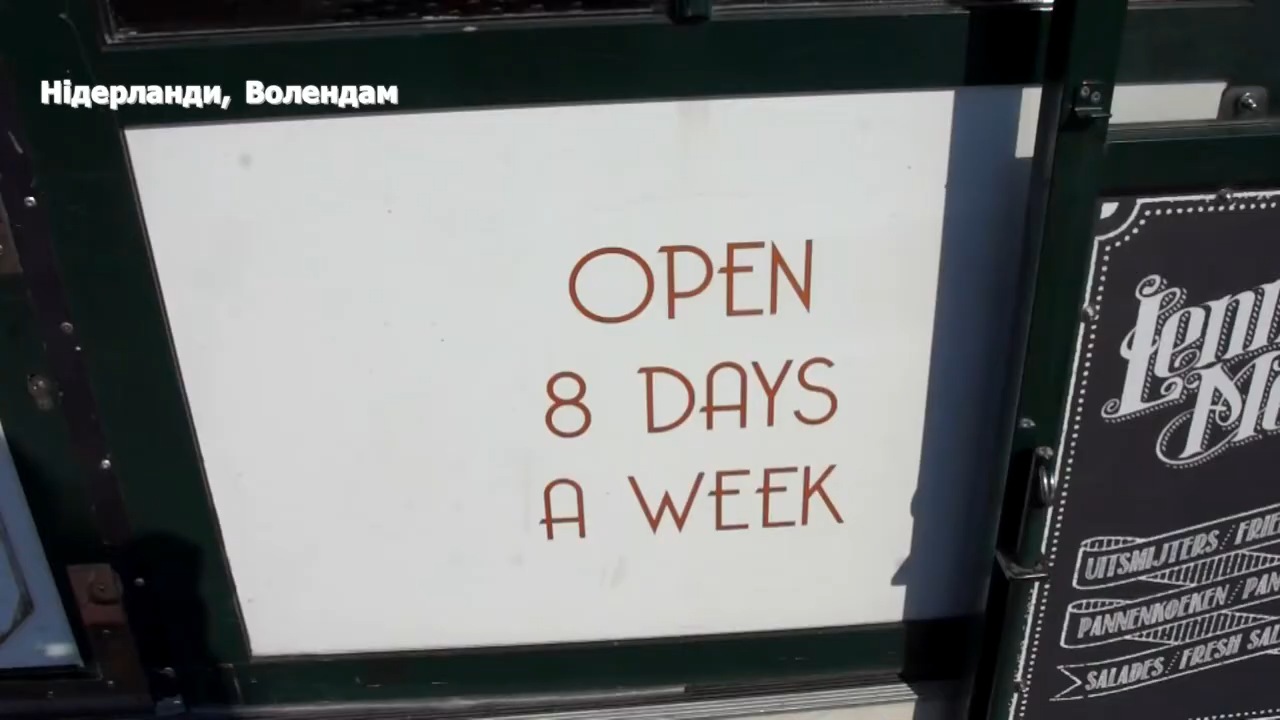 Нідерланди, Волендам
OPEN
8 DAYS
A WEEK
UITSMIJTERS /
PANNENKOEKEN /
SALADES / FRESH